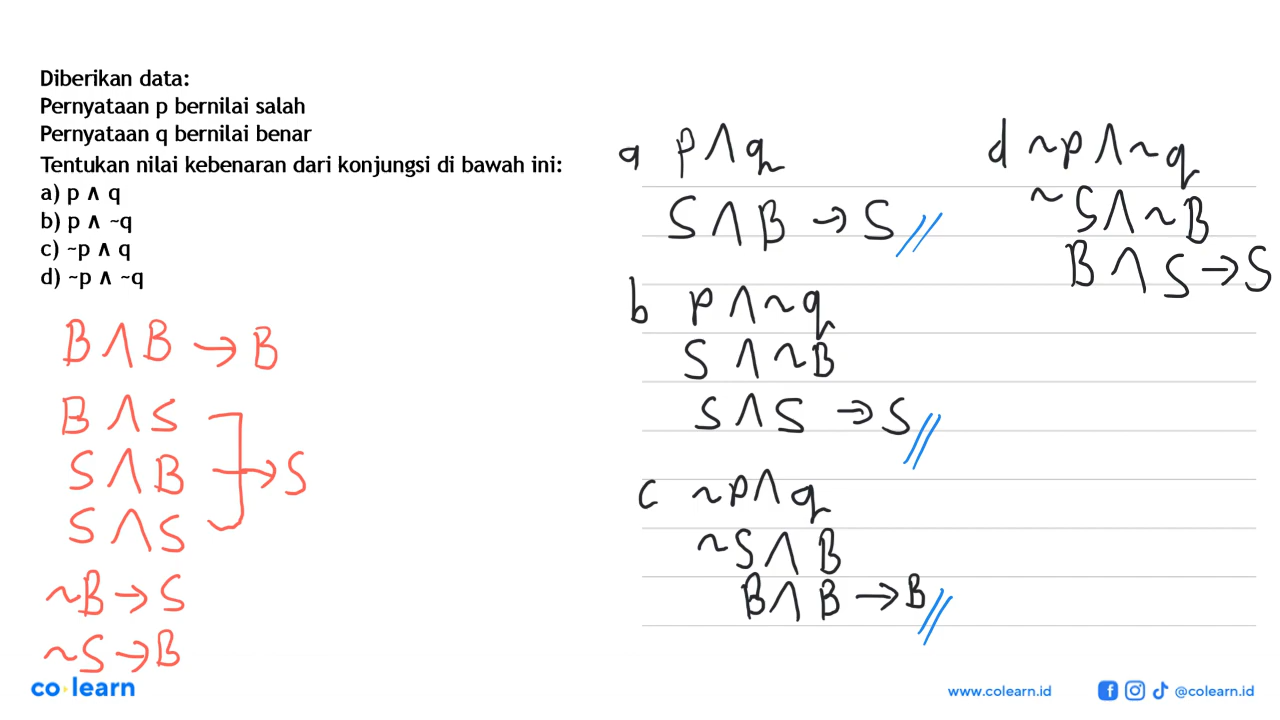 Diberikan data:
Pernyataan p bernilai salah
Pernyataan q bernilai benar
Tentukan nilai kebenaran dari konjungsi di bawah ini:
a) p ∧ q
b) p ∧ ~q
c) ~p ∧ q
d) ~p ∧ ~q
B ∧ B → B
B ∧ S
S ∧ B → S
S ∧ S
~B → S
~S → B
a p ∧ q
S ∧ B → S //
b p ∧ ~q
S ∧ ~B
S ∧ S → S //
c ~p ∧ q
~S ∧ B
B ∧ B → B //
d ~p ∧ ~q
~S ∧ ~B
B ∧ S → S
co learn
www.colearn.id
@colearn.id